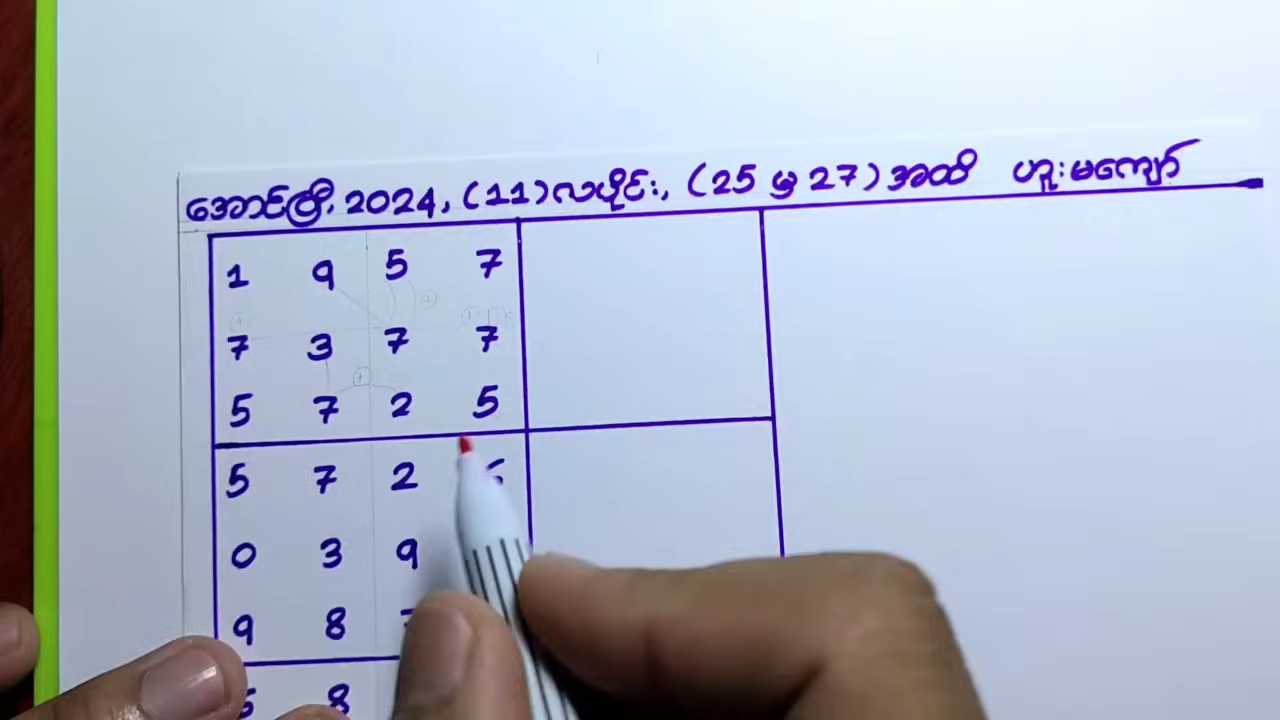 အောင်ကြီး, 2024, (11)လပိုင်း, (25 မှ 27) အထိ ဟူးမကျော်
1 9 5 7
7 3 7 7
5 7 2 5
5 7 2
0 3 9
9 8
8